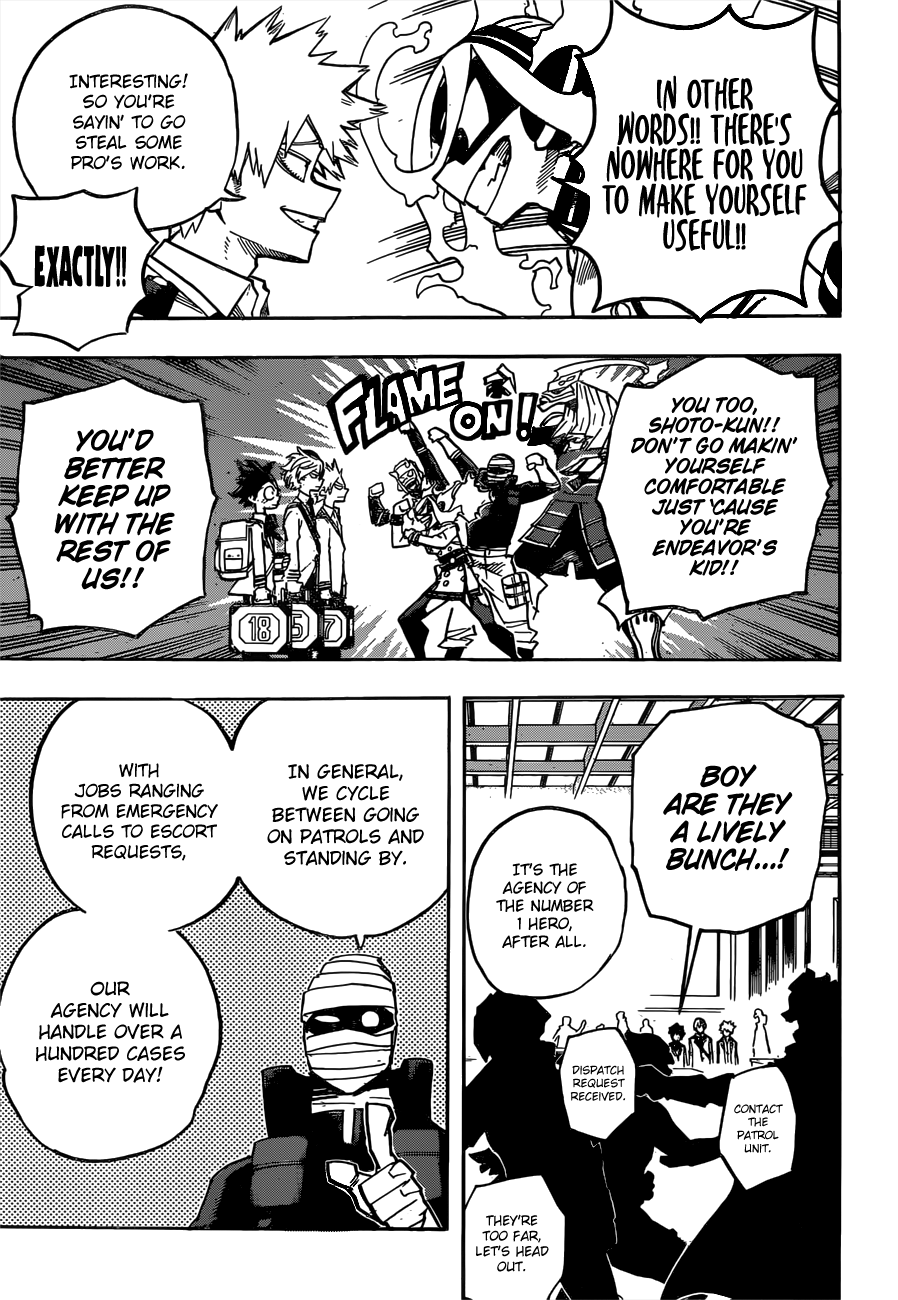 IN OTHER
WORDS!! THERE'S
NOWHERE FOR YOU
TO MAKE YOURSELF
USEFUL!!
INTERESTING!
SO YOU'RE
SAYIN' TO GO
STEAL SOME
PRO'S WORK.
EXACTLY!!
YOU TOO,
SHOTO-KUN!!
DON'T GO MAKIN'
YOURSELF
COMFORTABLE
JUST 'CAUSE
YOU'RE
ENDEAVOR'S
KID!!
FLAME
ON!
YOU'D
BETTER
KEEP UP
WITH THE
REST OF
US!!
18
5
7
BOY
ARE THEY
A LIVELY
BUNCH...!
IT'S THE
AGENCY OF
THE NUMBER
1 HERO,
AFTER ALL.
DISPATCH
REQUEST
RECEIVED.
CONTACT
THE
PATROL
UNIT.
THEY'RE
TOO FAR,
LET'S HEAD
OUT.
IN GENERAL,
WE CYCLE
BETWEEN GOING
ON PATROLS AND
STANDING BY.
WITH
JOBS RANGING
FROM EMERGENCY
CALLS TO ESCORT
REQUESTS,
OUR
AGENCY WILL
HANDLE OVER A
HUNDRED CASES
EVERY DAY!